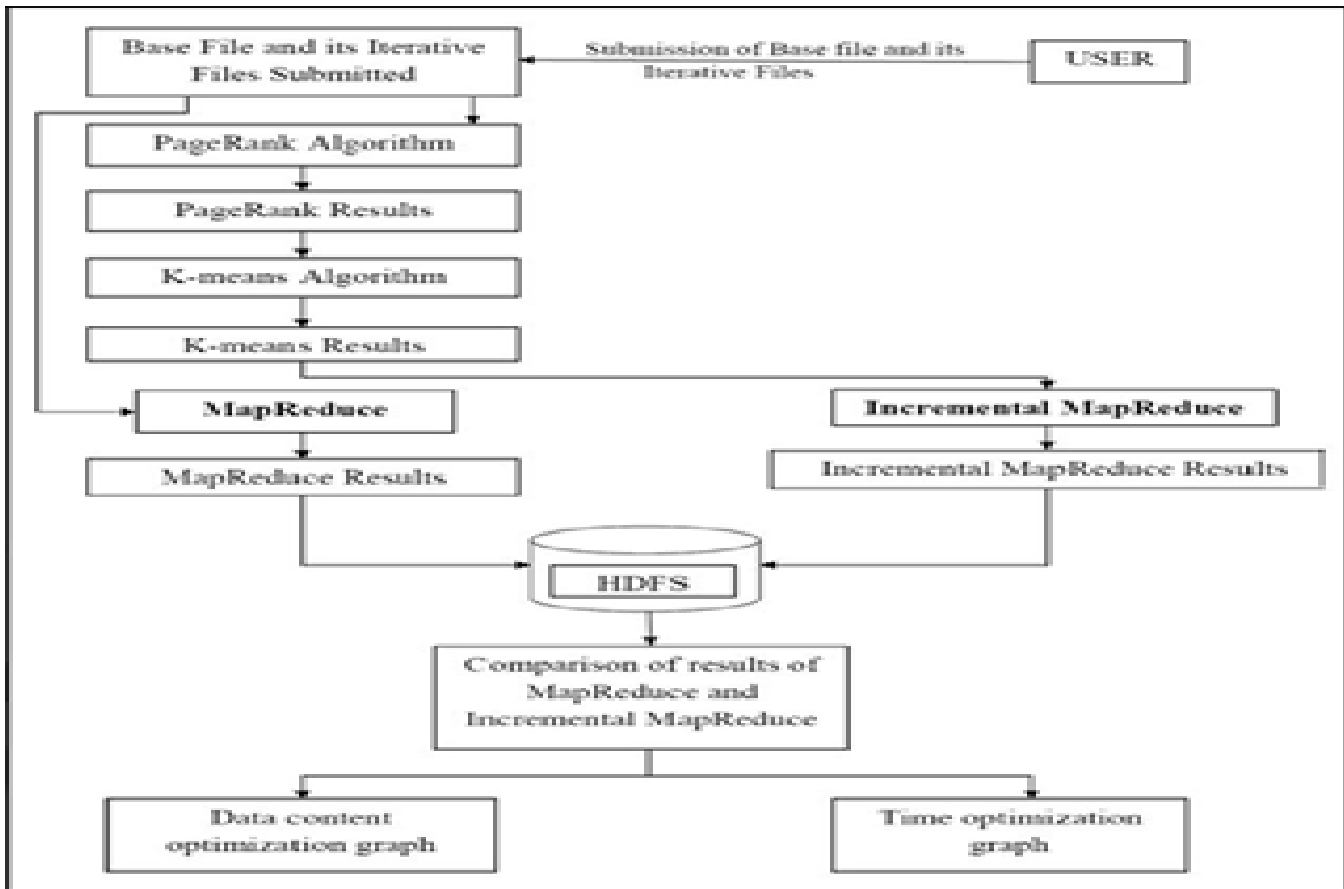 Base File and its Iterative
Files Submitted
Submission of Base file and its
Iterative Files
USER
PageRank Algorithm
PageRank Results
K-means Algorithm
K-means Results
MapReduce
Incremental MapReduce
MapReduce Results
Incremental MapReduce Results
HDFS
Comparison of results of
MapReduce and
Incremental MapReduce
Data content
optimization graph
Time optimization
graph